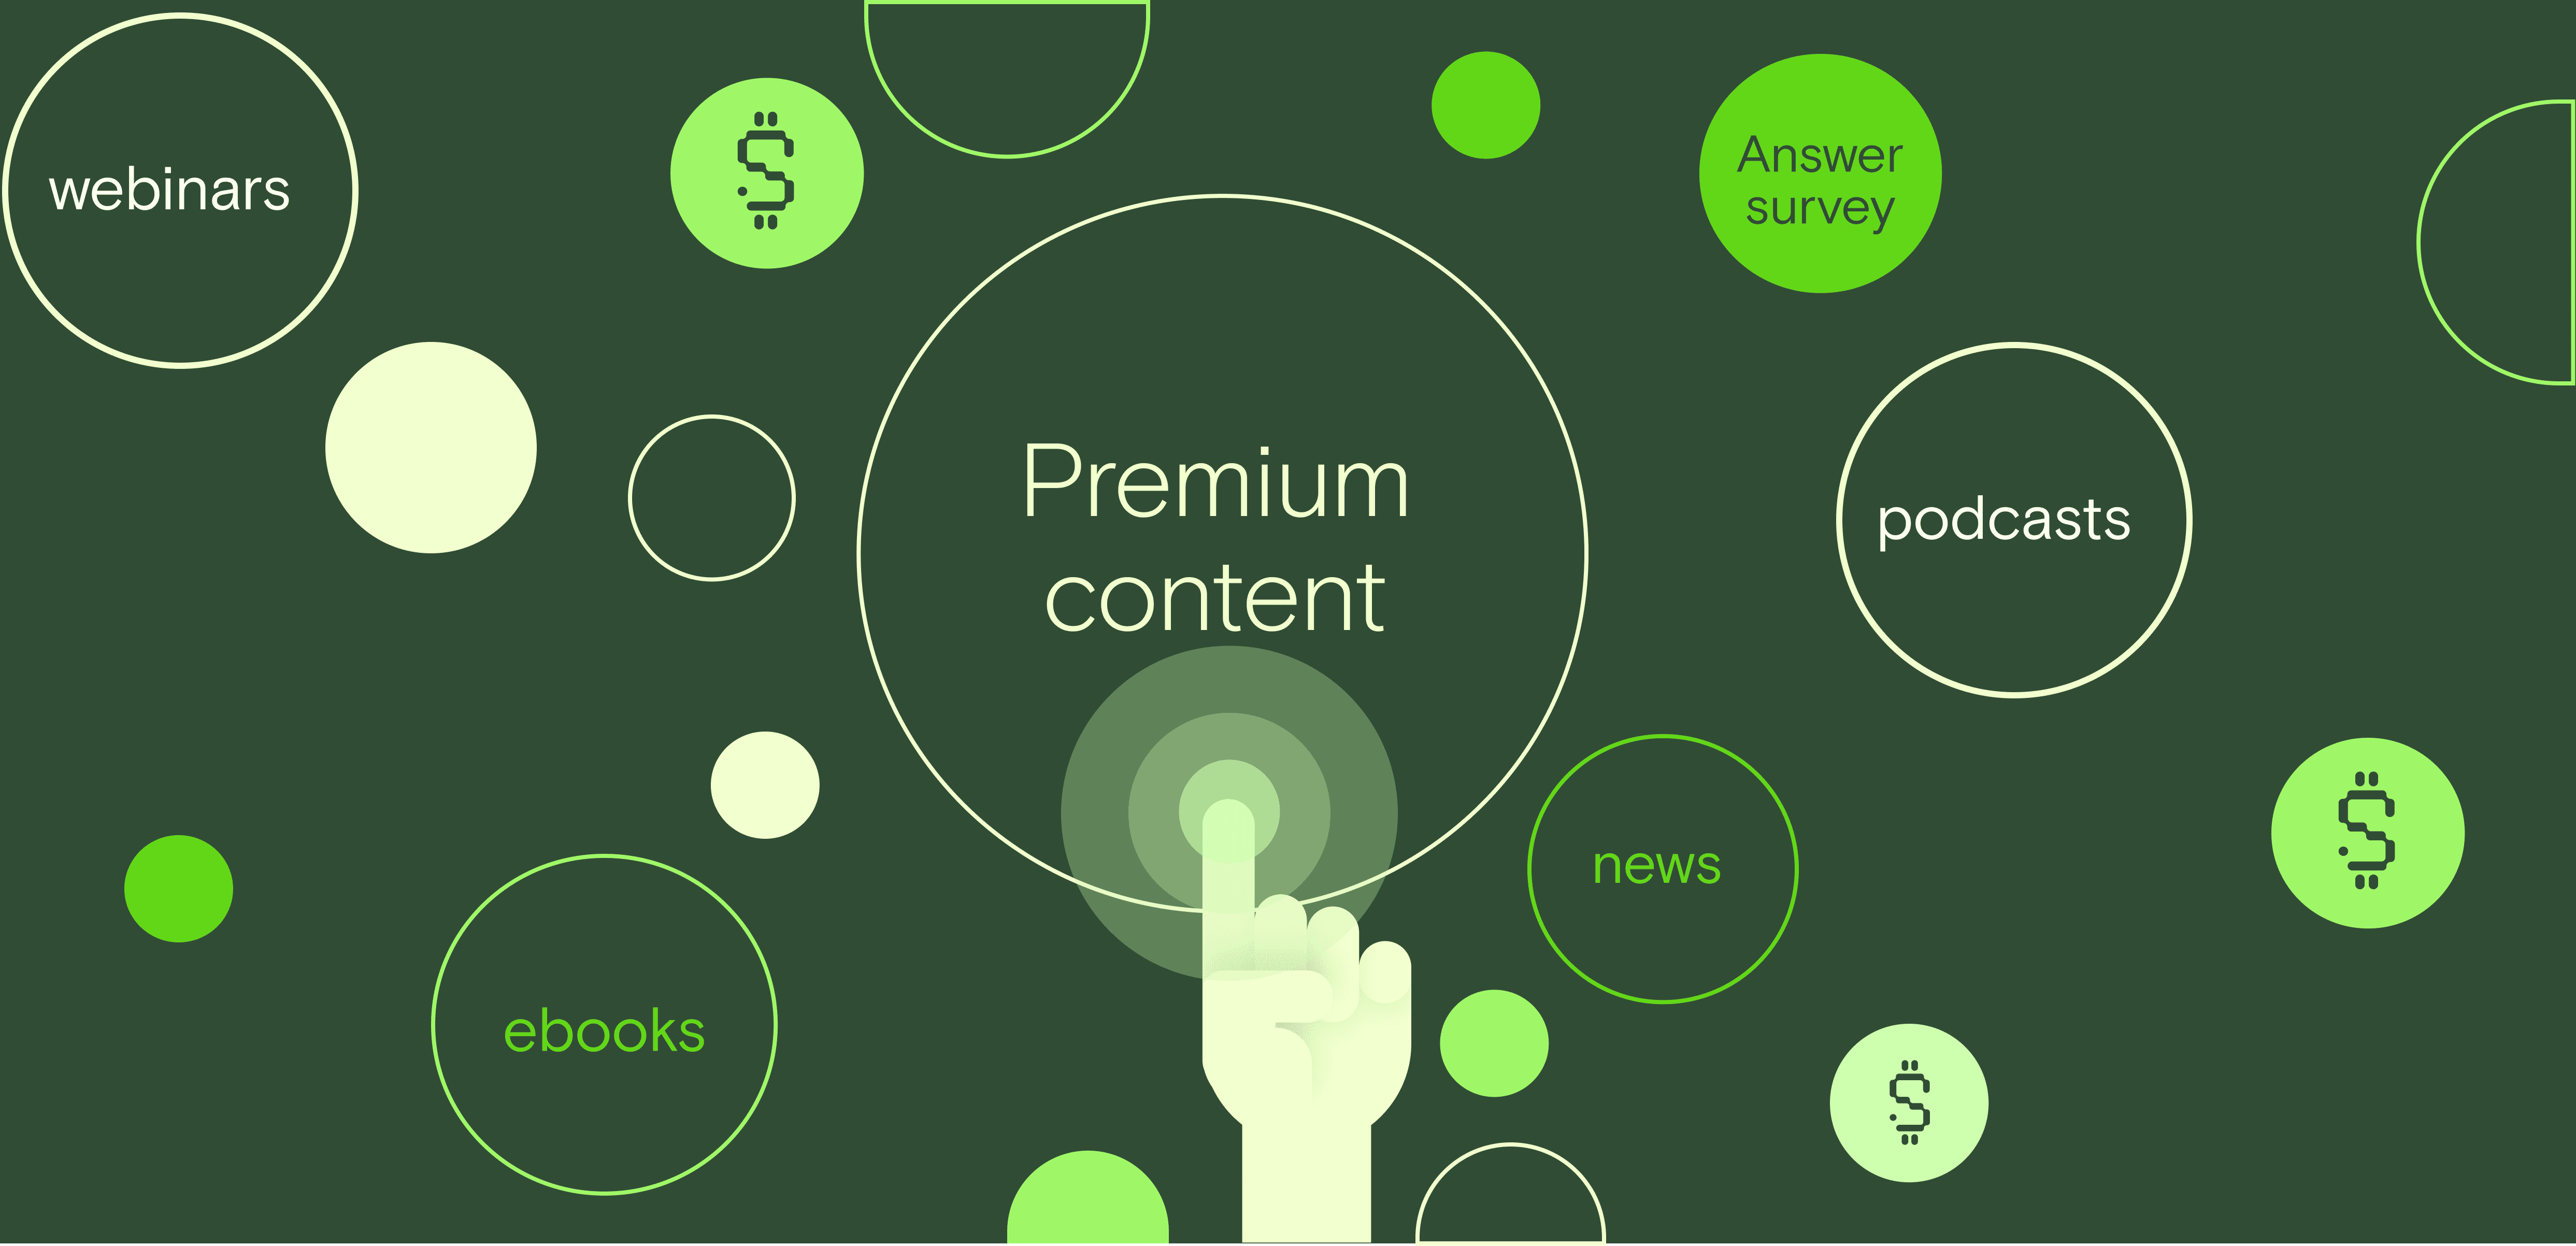 webinars
Answer
survey
Premium
content
podcasts
news
ebooks